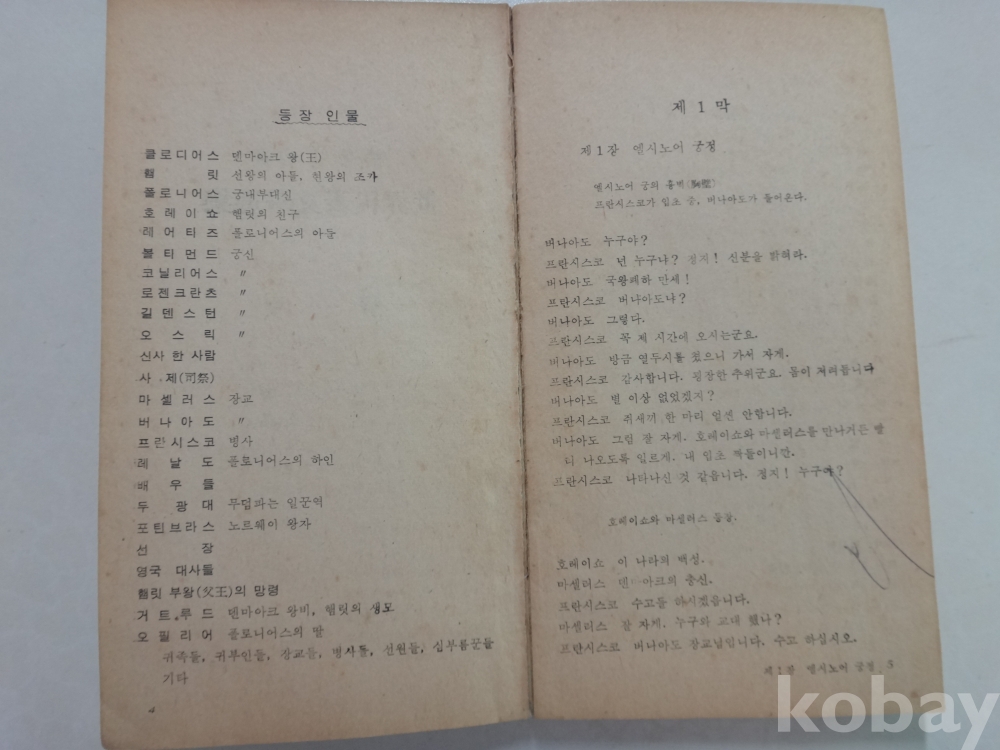 등장 인물
클로디어스 덴마아크 왕(王)
햄릿 선왕의 아들, 현왕의 조카
폴로니어스 궁내부대신
호레이쇼 햄릿의 친구
레어티즈 폴로니어스의 아들
볼티먼드 궁신
코닐리어스 〃
로젠크란츠 〃
길덴스턴 〃
오스릭 〃
신사 한 사람
사제(司祭)
마셀러스 장교
버나아도 〃
프란시스코 병사
레날도 폴로니어스의 하인
배우들
두 광대 무덤파는 일꾼역
포틴브라스 노르웨이 왕자
선장
영국 대사들
햄릿 부왕(父王)의 망령
거트루드 덴마아크 왕비, 햄릿의 생모
오필리어 폴로니어스의 딸
귀족들, 귀부인들, 장교들, 병사들, 선원들, 심부름꾼들
기타
4
제 1 막
제1장 엘시노어 궁정
엘시노어 궁의 흉벽(胸壁)
프란시스코가 입초 중, 버나아도가 들어온다.
버나아도 누구야?
프란시스코 넌 누구냐? 정지! 신분을 밝혀라.
버나아도 국왕폐하 만세!
프란시스코 버나아도냐?
버나아도 그렇다.
프란시스코 꼭 제 시간에 오시는군요.
버나아도 방금 열두시를 쳤으니 가서 자게.
프란시스코 감사합니다. 굉장한 추위군요. 몸이 저려듭니다
버나아도 별 이상 없었겠지?
프란시스코 쥐새끼 한 마리 얼씬 안합니다.
버나아도 그럼 잘 자게. 호레이쇼와 마셀러스를 만나거든 빨
니 나오도록 일르게. 내 입초 짝들이니깐.
프란시스코 나타나신 것 같읍니다. 정지! 누구야?
호레이쇼와 마셀러스 등장.
호레이쇼 이 나라의 백성.
마셀러스 덴 아크의 충신.
프란시스코 수고들 하시겠읍니다.
마셀러스 잘 자게. 누구와 교대 했나?
프란시스코 버나아도 장교님입니다. 수고 하십시오.
제1장 엘시노어 궁정 5
kobay